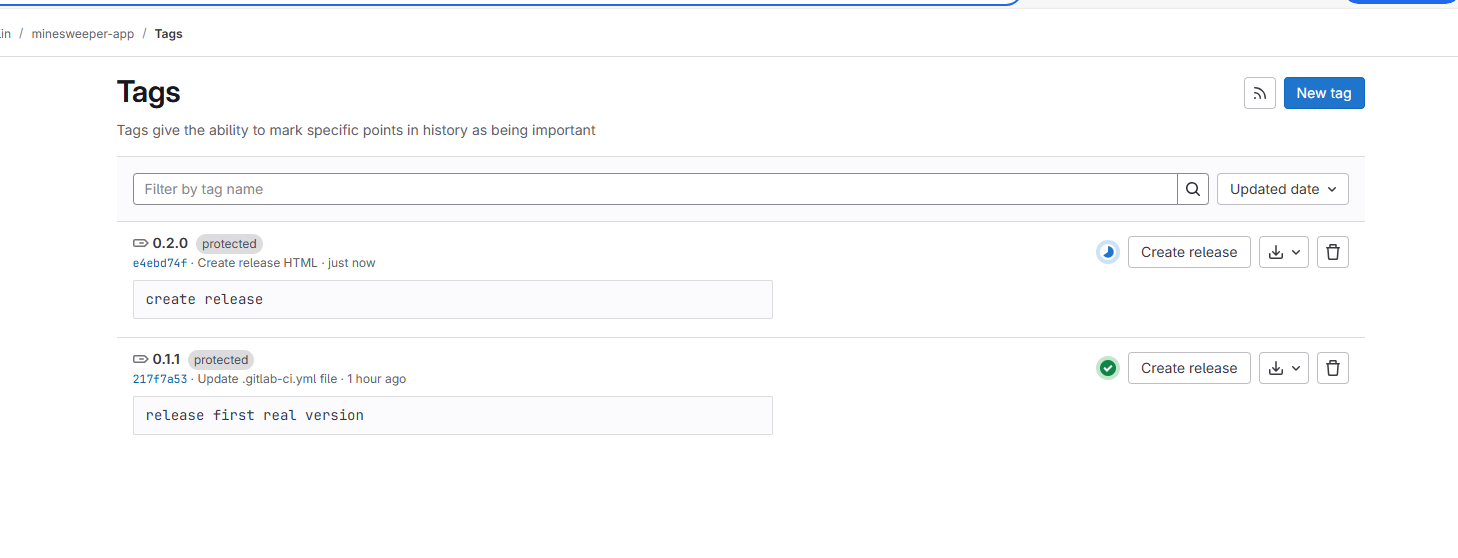 in / minesweeper-app / Tags
Tags
New tag
Tags give the ability to mark specific points in history as being important
Filter by tag name
Updated date
0.2.0 protected
e4ebd74f · Create release HTML · just now
Create release
create release
0.1.1 protected
217f7a53 · Update .gitlab-ci.yml file · 1 hour ago
Create release
release first real version